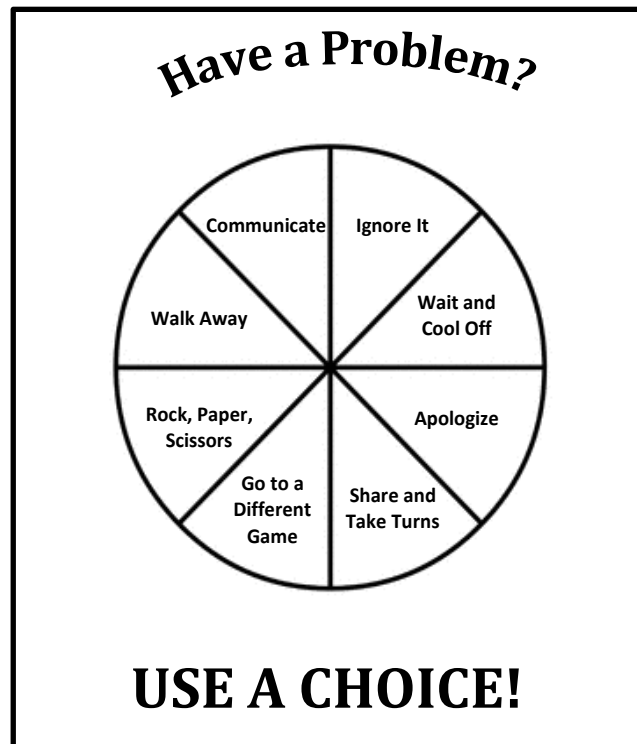 Have a Problem?
Communicate
Ignore It
Wait and
Cool Off
Apologize
Share and
Take Turns
Go to a
Different
Game
Rock, Paper,
Scissors
Walk Away
USE A CHOICE!